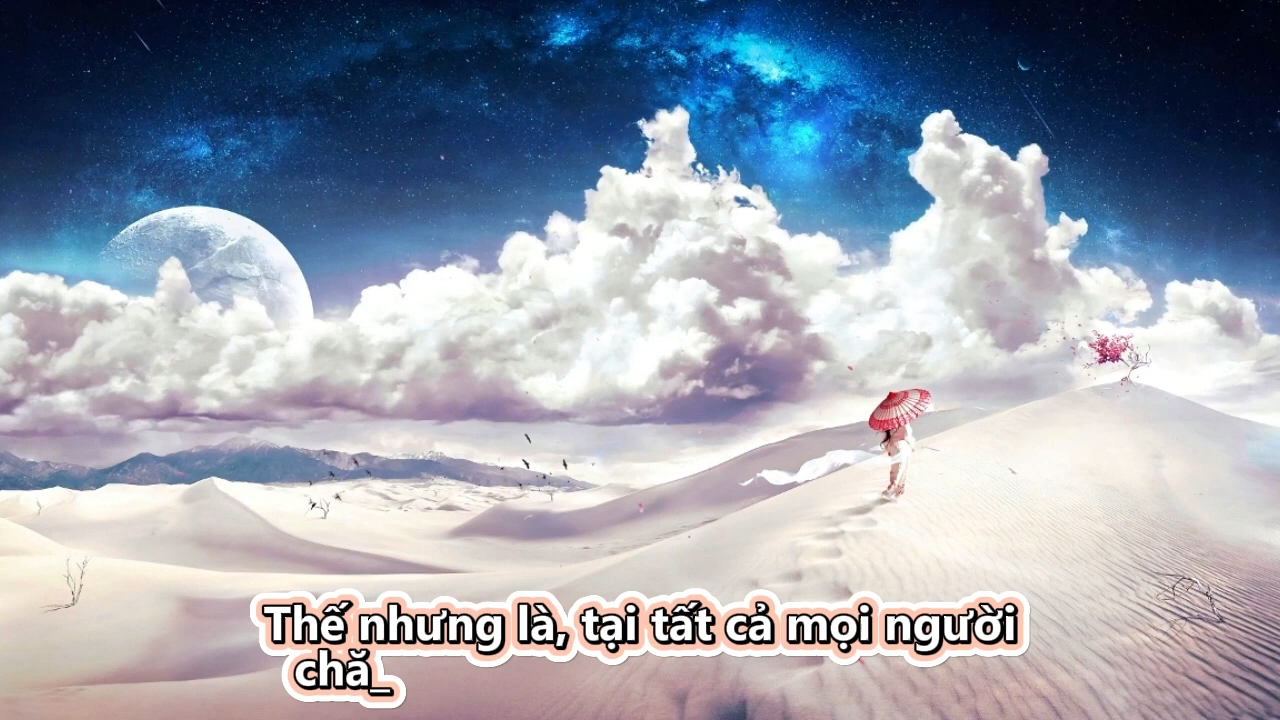 Thế nhưng là, tại tất cả mọi người
chă_